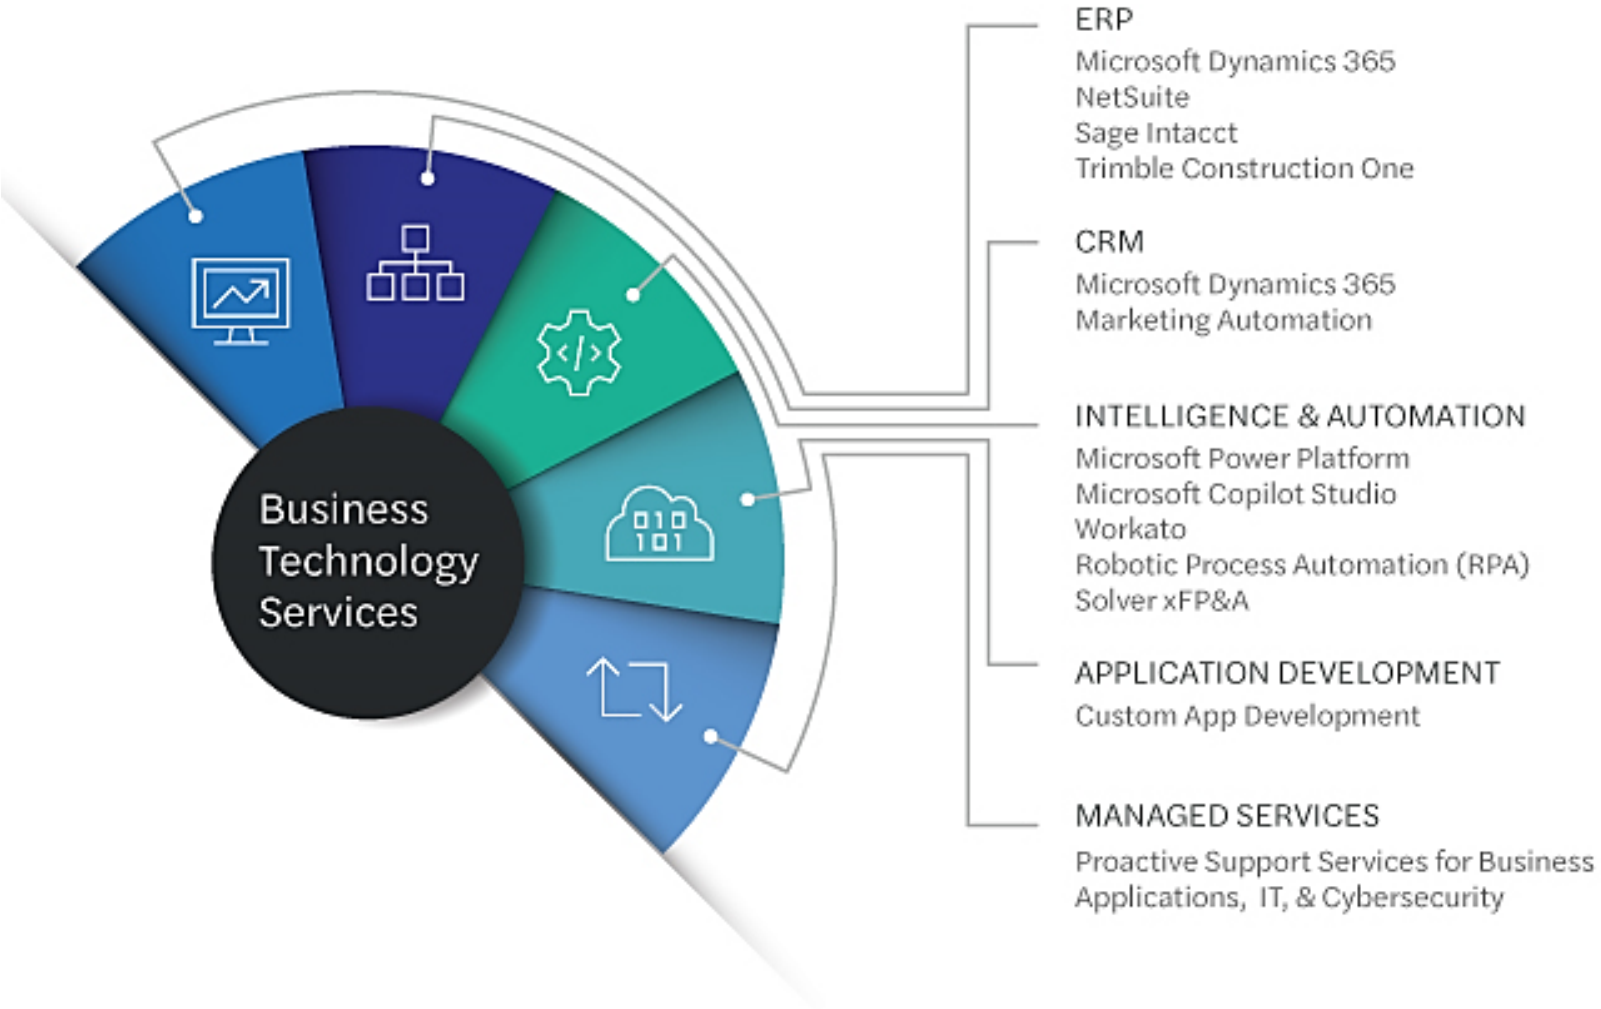 Business
Technology
Services
ERP
Microsoft Dynamics 365
NetSuite
Sage Intacct
Trimble Construction One
CRM
Microsoft Dynamics 365
Marketing Automation
INTELLIGENCE & AUTOMATION
Microsoft Power Platform
Microsoft Copilot Studio
Workato
Robotic Process Automation (RPA)
Solver xFP&A
APPLICATION DEVELOPMENT
Custom App Development
MANAGED SERVICES
Proactive Support Services for Business
Applications, IT, & Cybersecurity
</>
010
101